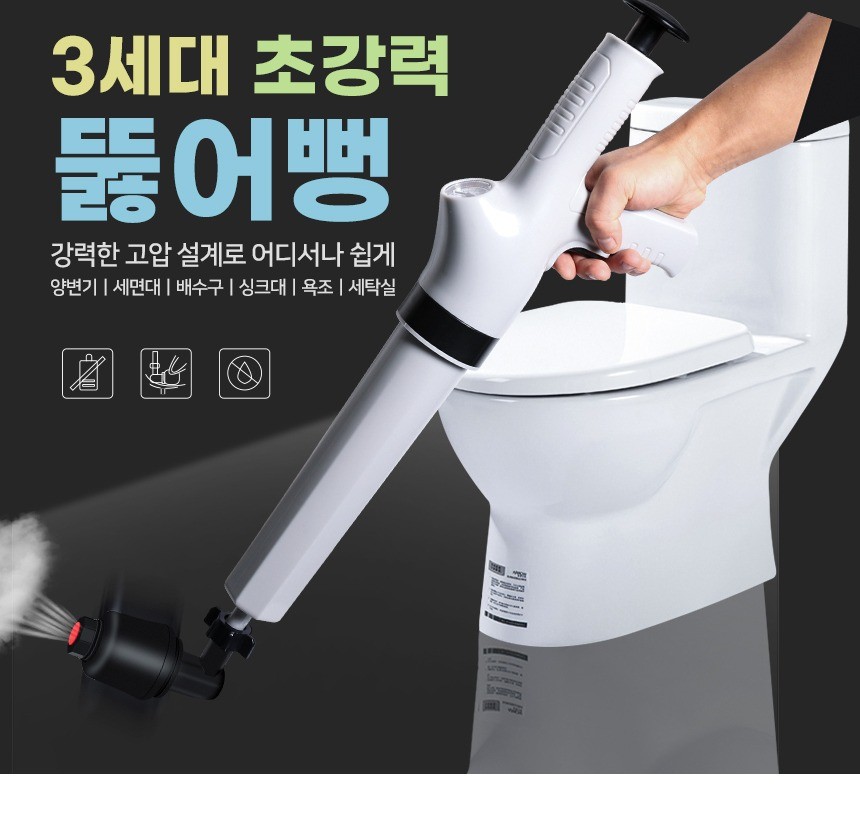 3세대 초강력
뚫어뻥
강력한 고압 설계로 어디서나 쉽게
양변기 | 세면대 | 배수구 | 싱크대 | 욕조 | 세탁실